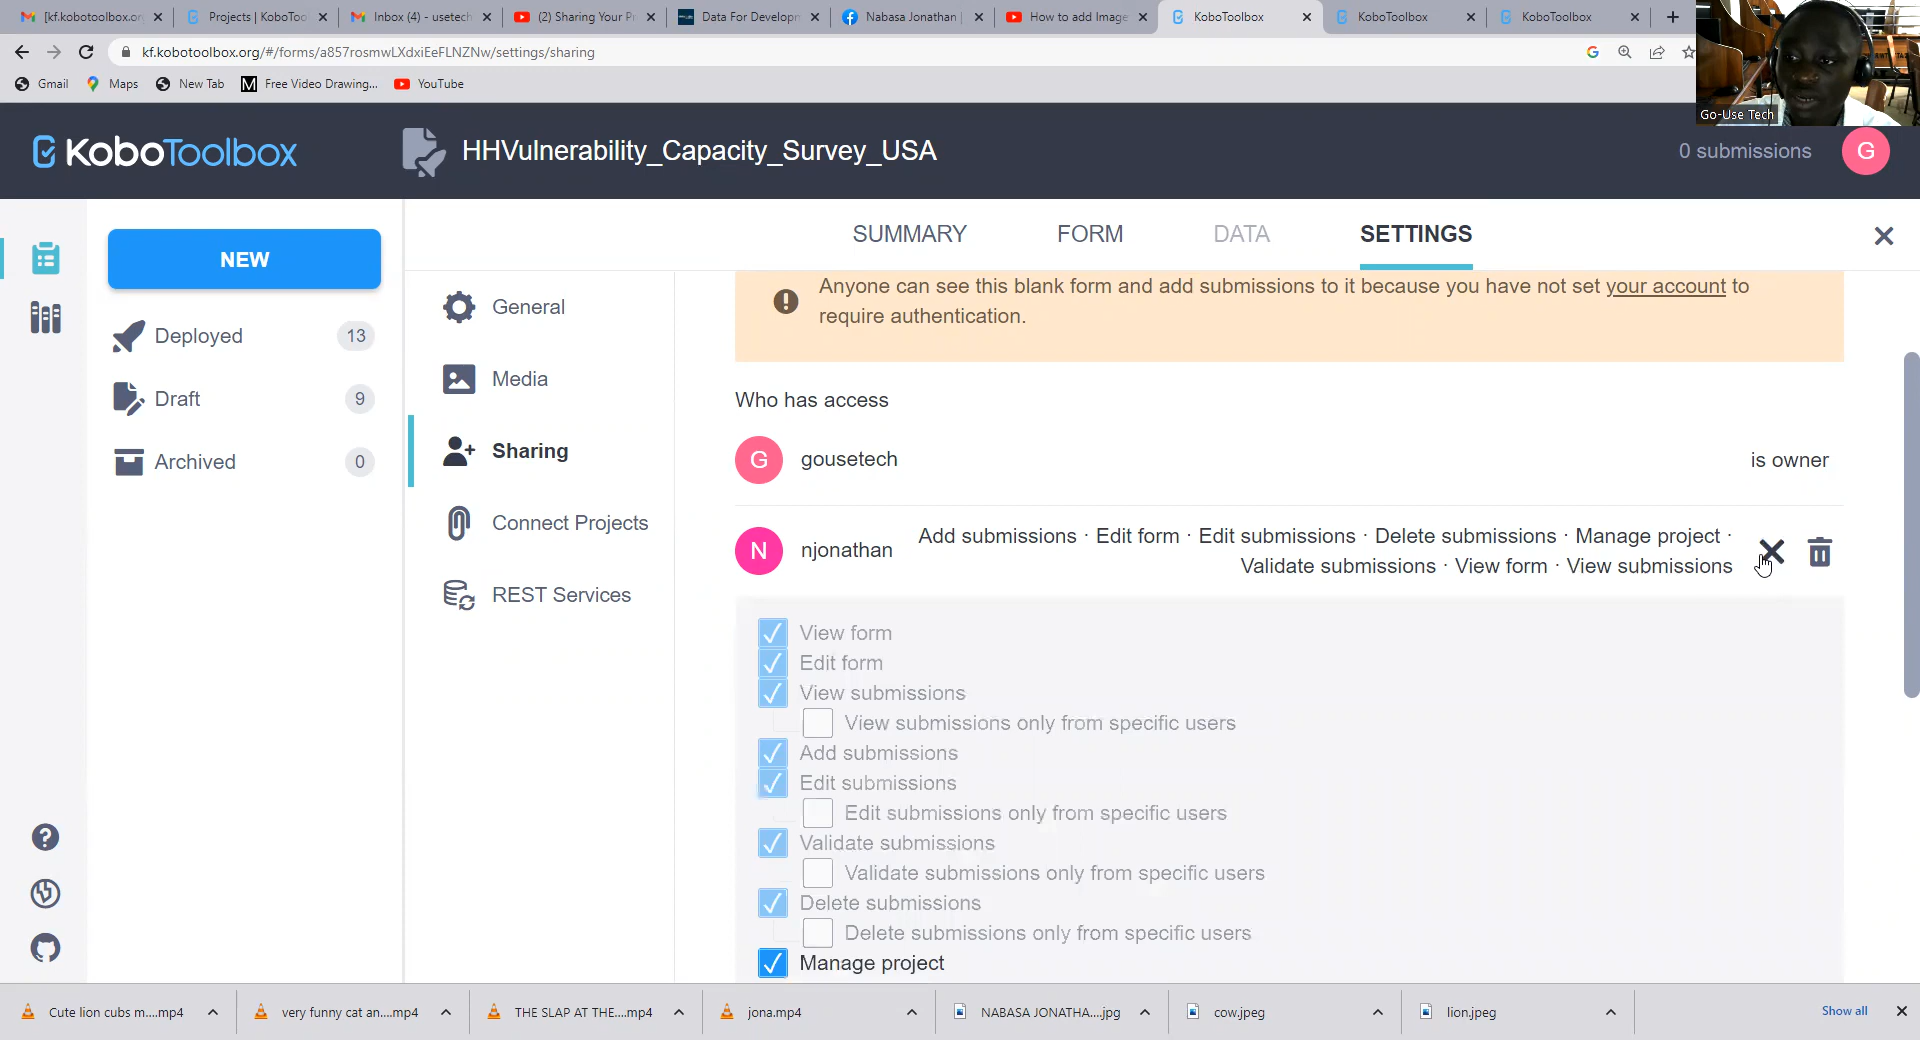 [kf.kobotoolbox.or
Projects | KoboToo
Inbox (4) - usetech
(2) Sharing Your Pr
Data For Developm
Nabasa Jonathan |
How to add Image
KoboToolbox
KoboToolbox
KoboToolbox
kf.kobotoolbox.org/#/forms/a857rosmwLXdxiEeFLNZNw/settings/sharing
Gmail
Maps
New Tab
Free Video Drawing...
YouTube
Go-Use Tech
KoboToolbox
HHVulnerability_Capacity_Survey_USA
0 submissions
G
NEW
Deployed
13
Draft
9
Archived
0
SUMMARY
FORM
DATA
SETTINGS
General
Media
Sharing
Connect Projects
REST Services
Anyone can see this blank form and add submissions to it because you have not set your account to
require authentication.
Who has access
G
gousetech
is owner
N
njonathan
Add submissions · Edit form · Edit submissions · Delete submissions · Manage project ·
Validate submissions · View form · View submissions
View form
Edit form
View submissions
View submissions only from specific users
Add submissions
Edit submissions
Edit submissions only from specific users
Validate submissions
Validate submissions only from specific users
Delete submissions
Delete submissions only from specific users
Manage project
Cute lion cubs m....mp4
very funny cat an....mp4
THE SLAP AT THE....mp4
jona.mp4
NABASA JONATHA....jpg
cow.jpeg
lion.jpeg
Show all